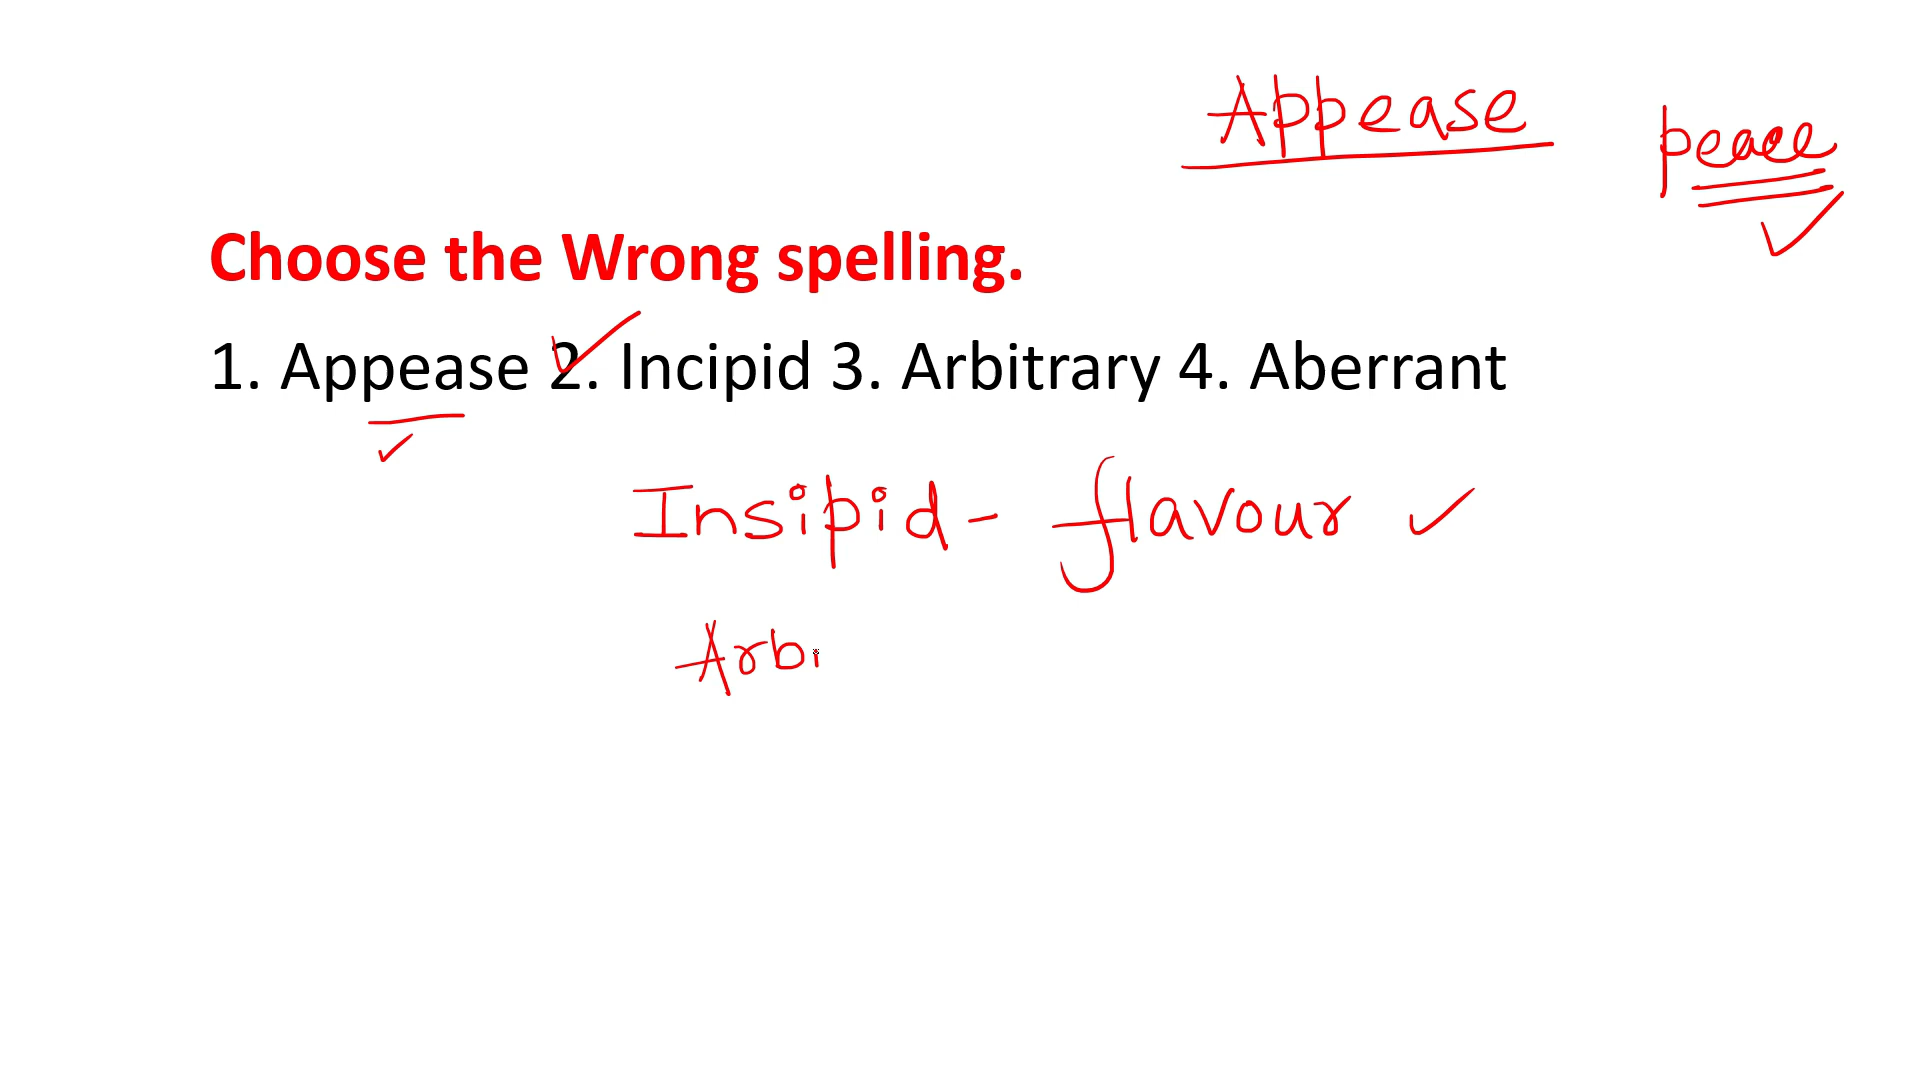 Appease
peace
Choose the Wrong spelling.
1. Appease 2. Incipid 3. Arbitrary 4. Aberrant
Insipid - flavour
Arbi